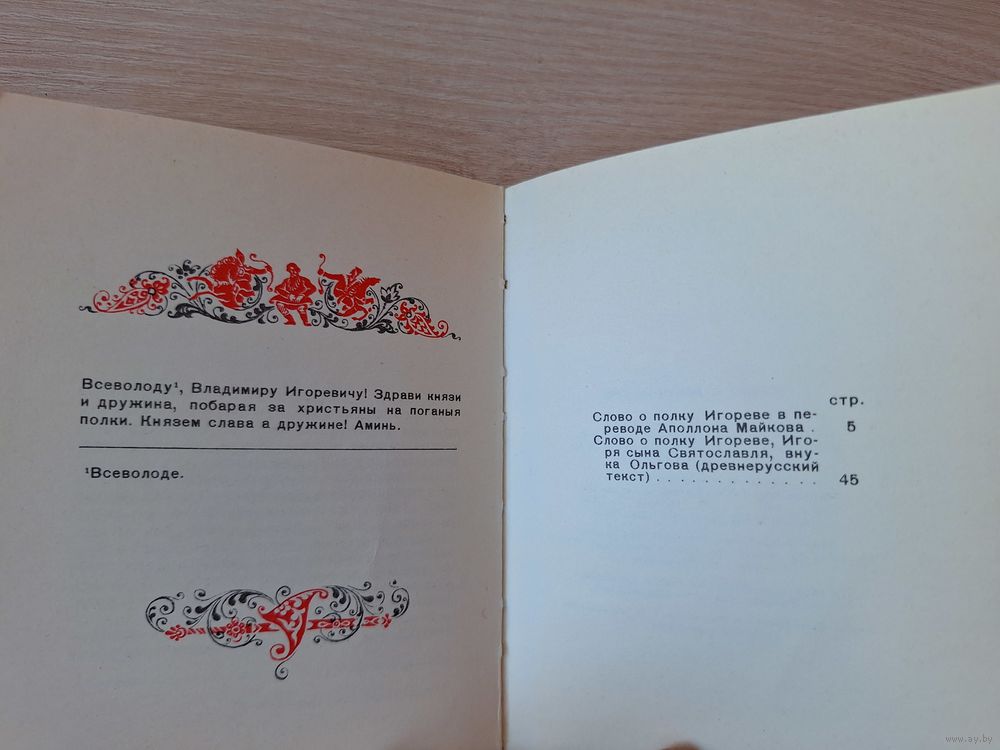 Всеволоду¹, Владимиру Игоревичу! Здрави князи
и дружина, побарая за христьяны на поганыя
полки. Князем слава а дружине! Аминь.
¹Всеволоде.
стр.
Слово о полку Игореве в пе-
реводе Аполлона Майкова . 5
Слово о полку Игореве, Иго-
ря сына Святославля, вну-
ка Ольгова (древнерусский
текст) . . . . . . . . . . . . . . 45
www.ay.by